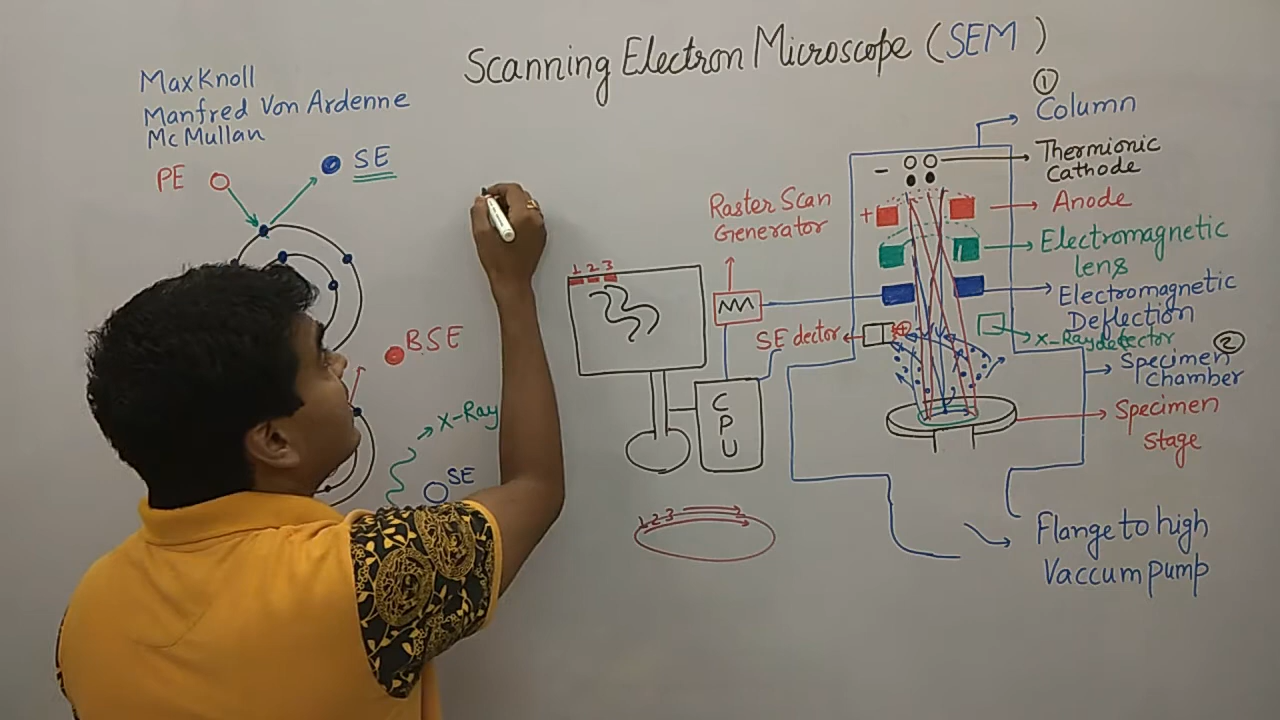 Scanning Electron Microscope (SEM)
Max Knoll
Manfred Von Ardenne
McMullan
PE
SE
BSE
X-Ray
SE
Raster Scan
Generator
1 2 3
SE dector
C
P
U
1 2 3
1
Column
Thermionic
Cathode
-
+
Anode
Electromagnetic
lens
Electromagnetic
Deflection
X-Ray detector
2
Specimen
Chamber
Specimen
Stage
Flange to high
Vaccum pump